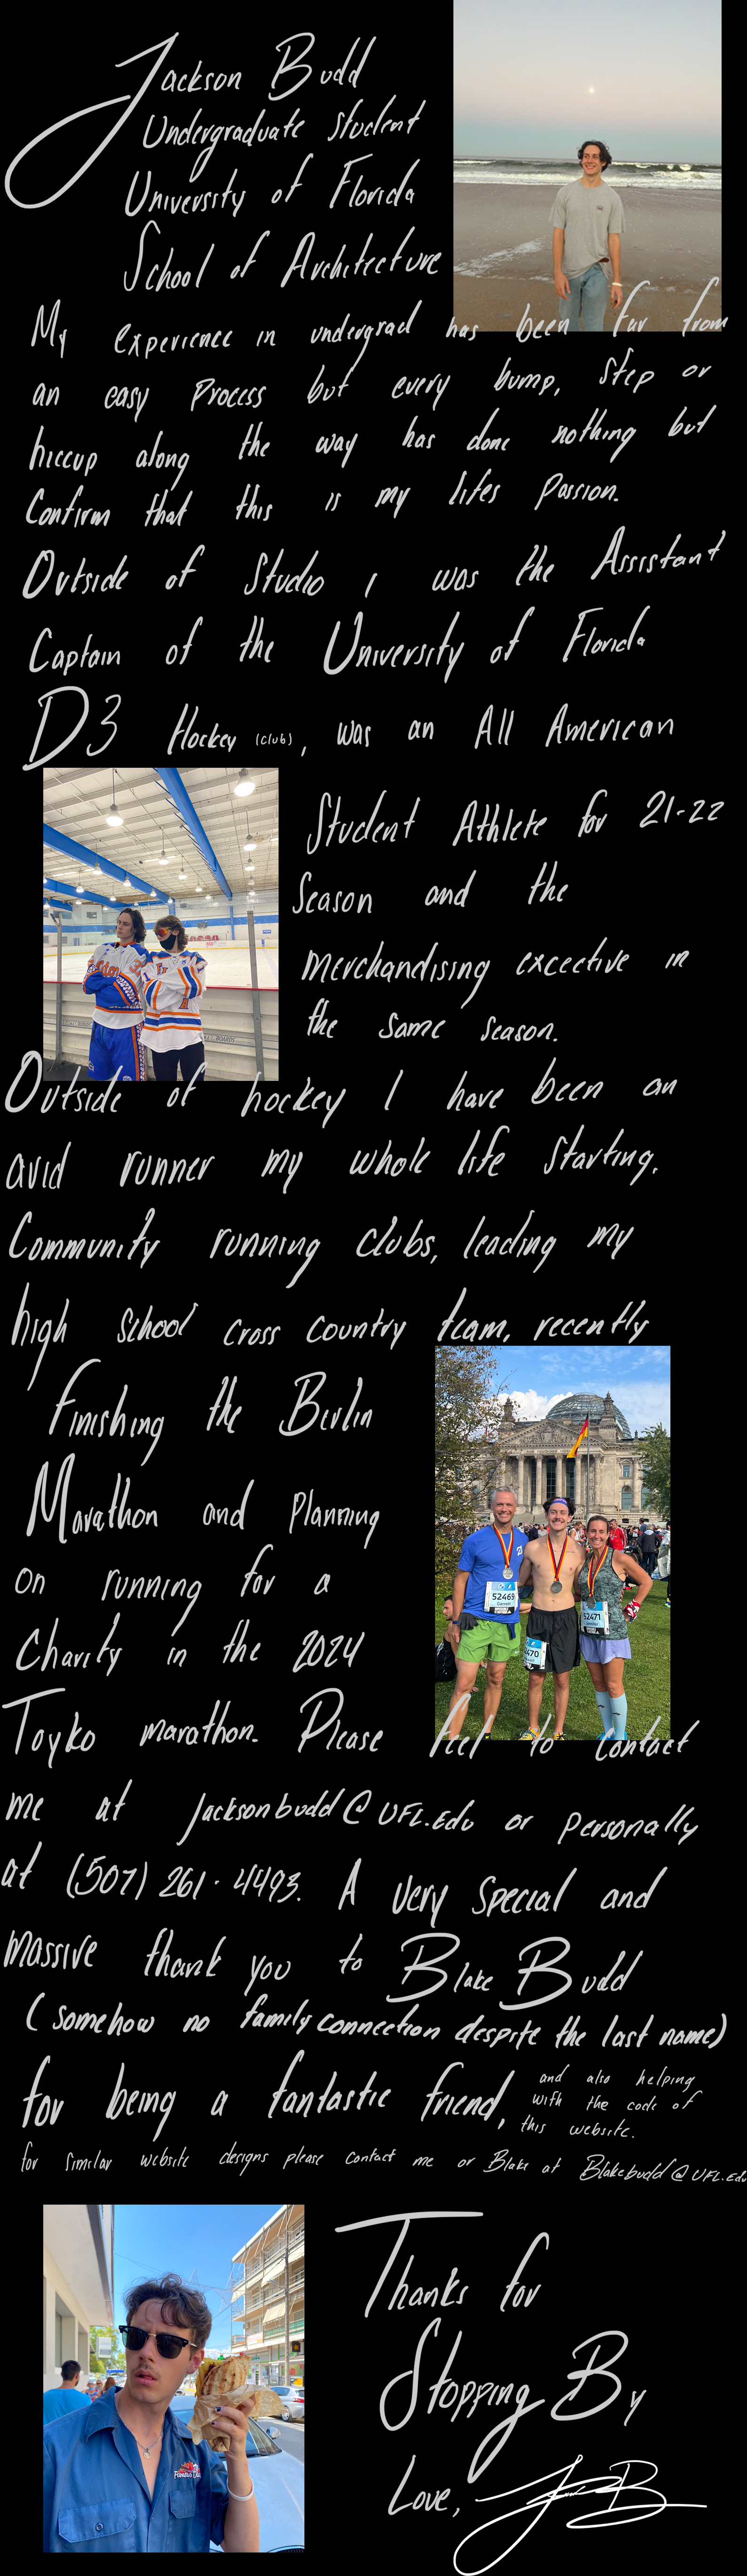 Jackson Budd
Undergraduate student
University of Florida
School of Architecture
My experience in undergrad has been far from
an easy process but every bump, step or
hiccup along the way has done nothing but
confirm that this is my lifes passion.
Outside of studio I was the Assistant
Captain of the University of Florida
D3 Hockey (club), was an All American
Student Athlete for 21-22
Season and the
merchandising excective in
the same season.
Outside of hockey I have been an
avid runner my whole life starting.
Community running clubs, leading my
high school cross country team, recently
finishing the Berlin
Marathon and planning
on running for a
Charity in the 2024
Toyko marathon. Please feel to contact
me at Jacksonbudd@UFL.Edu or personally
at (507) 261-4493. A very special and
massive thank you to Blake Budd
(somehow no family connection despite the last name)
for being a fantastic friend,
and also helping
with the code of
this website.
for similar website designs please contact me or Blake at Blakebudd@UFL.Edu
52469
470
52471
Thanks for
Stopping By
Love, JB